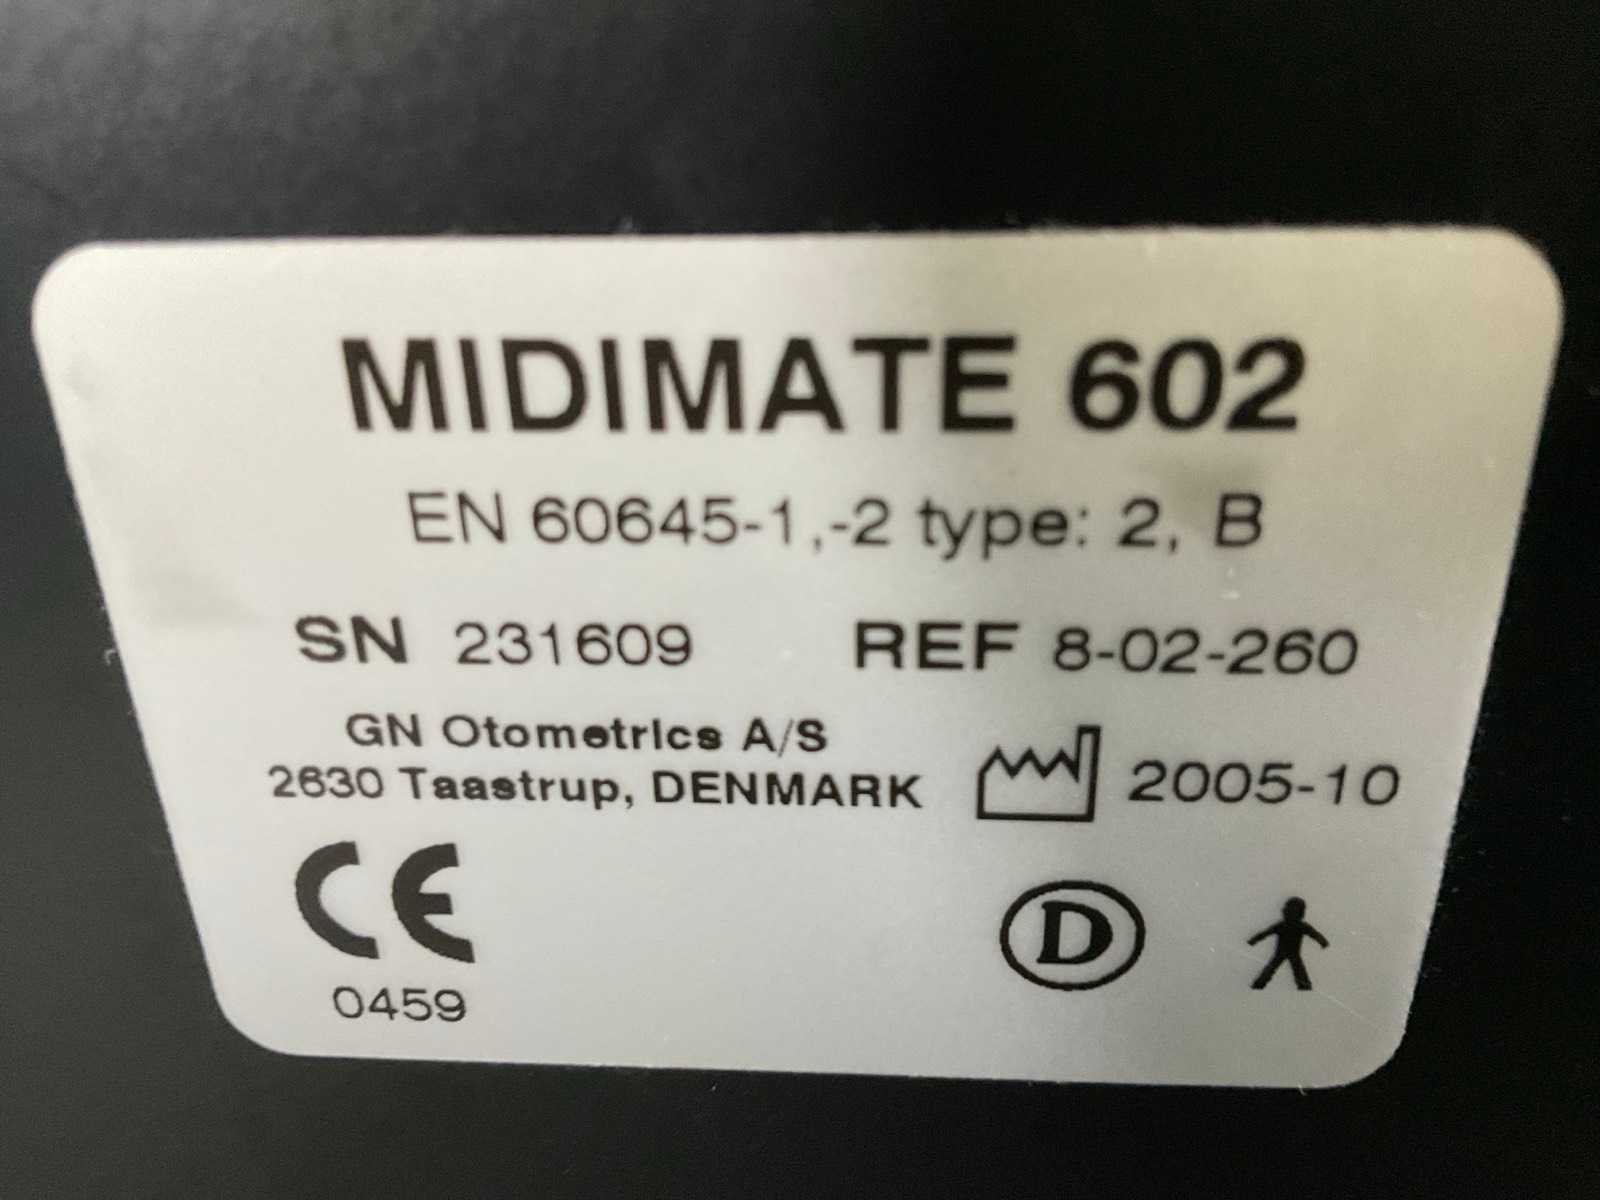 MIDIMATE 602
EN 60645-1,-2 type: 2, B
SN 231609 REF 8-02-260
GN Otometrics A/S
2630 Taastrup, DENMARK
2005-10
CE
0459
D